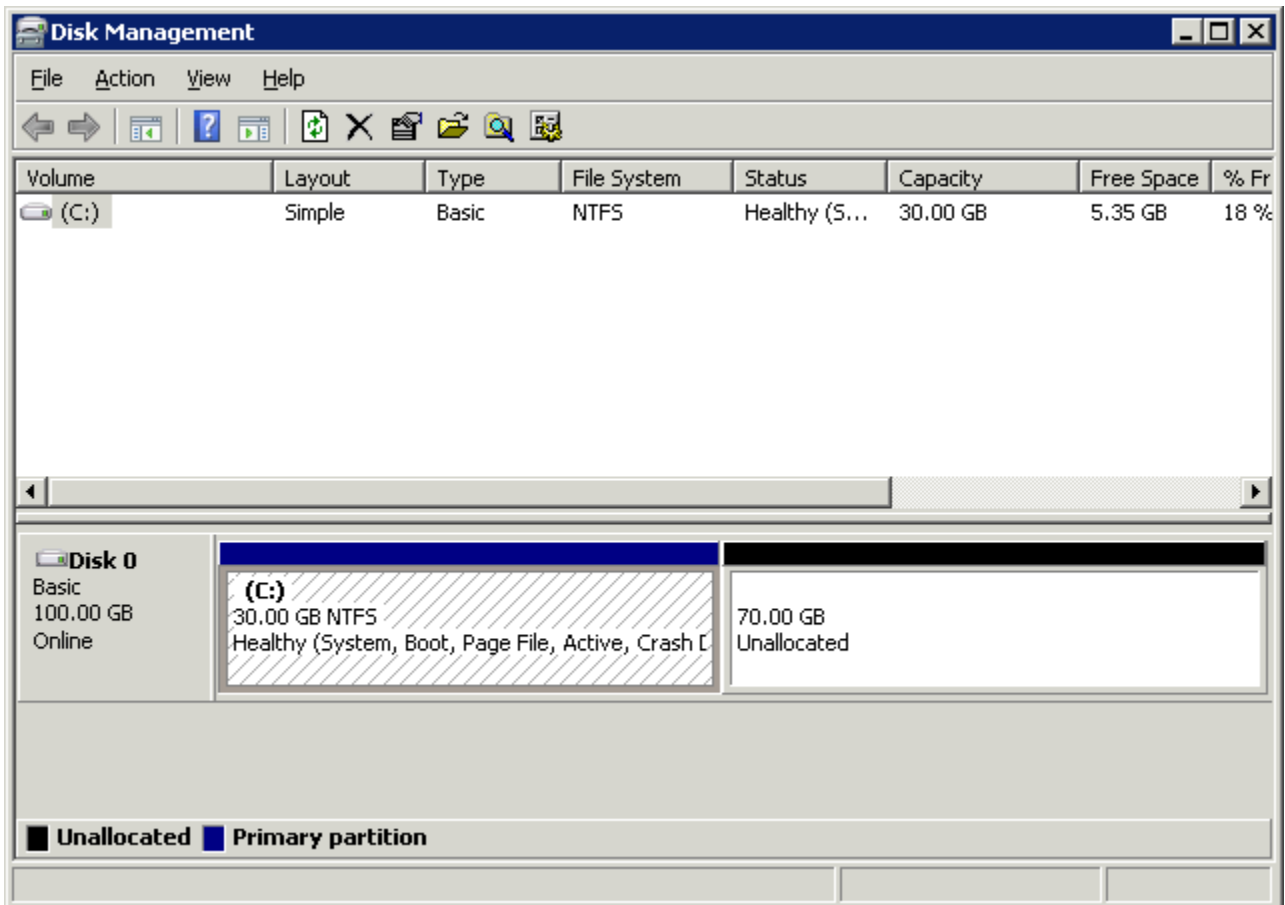 Disk Management
File Action View Help
Volume Layout Type File System Status Capacity Free Space % Fr
(C:) Simple Basic NTFS Healthy (S... 30.00 GB 5.35 GB 18 %
Disk 0
Basic
100.00 GB
Online
(C:)
30.00 GB NTFS
Healthy (System, Boot, Page File, Active, Crash D
70.00 GB
Unallocated
Unallocated Primary partition